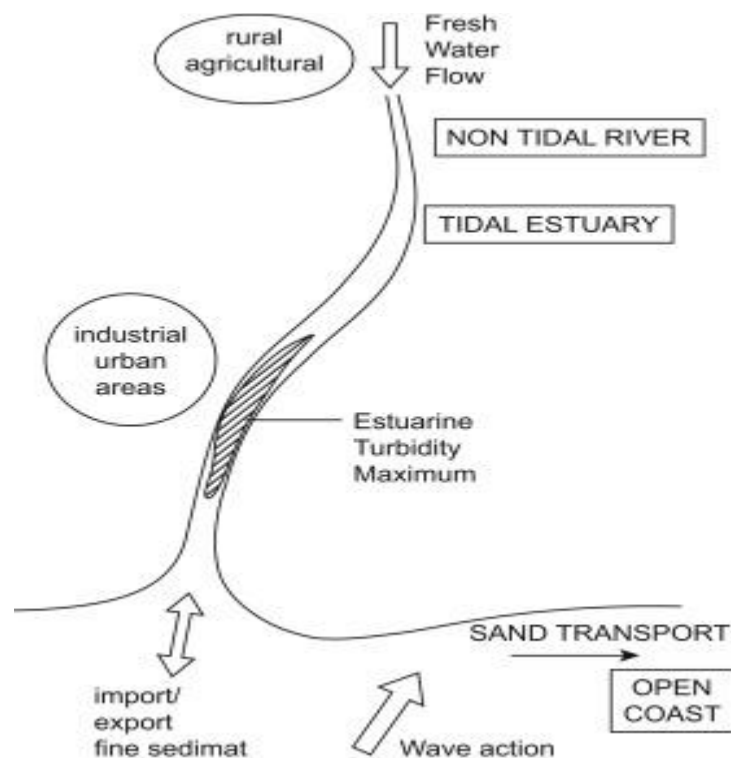 rural
agricultural
Fresh
Water
Flow
NON TIDAL RIVER
TIDAL ESTUARY
industrial
urban
areas
Estuarine
Turbidity
Maximum
SAND TRANSPORT
OPEN
COAST
import/
export
fine sedimat
Wave action